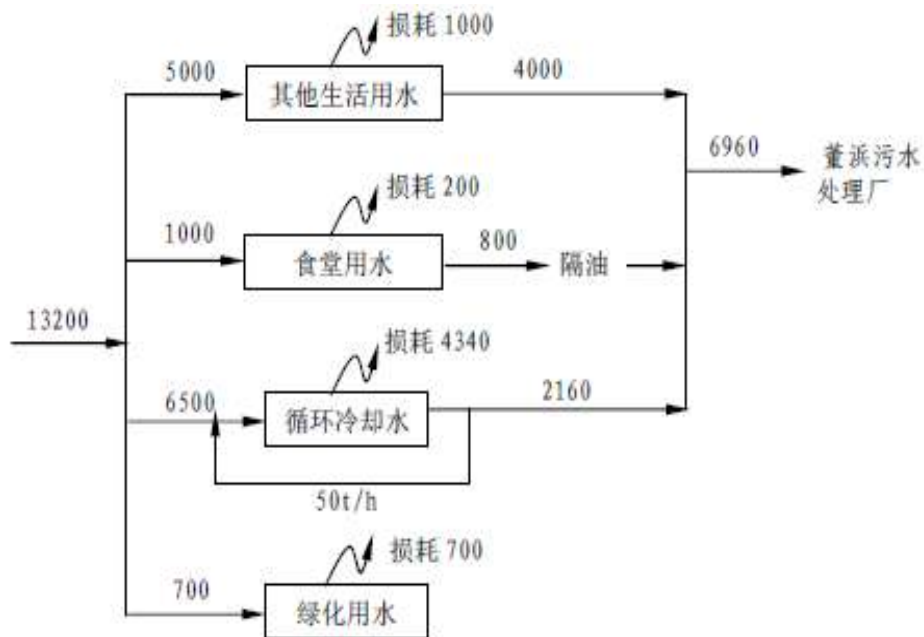 损耗 1000
5000
4000
其他生活用水
6960
董浜污水
处理厂
损耗 200
1000
800
食堂用水
隔油
13200
损耗 4340
6500
2160
循环冷却水
50t/h
损耗 700
700
绿化用水